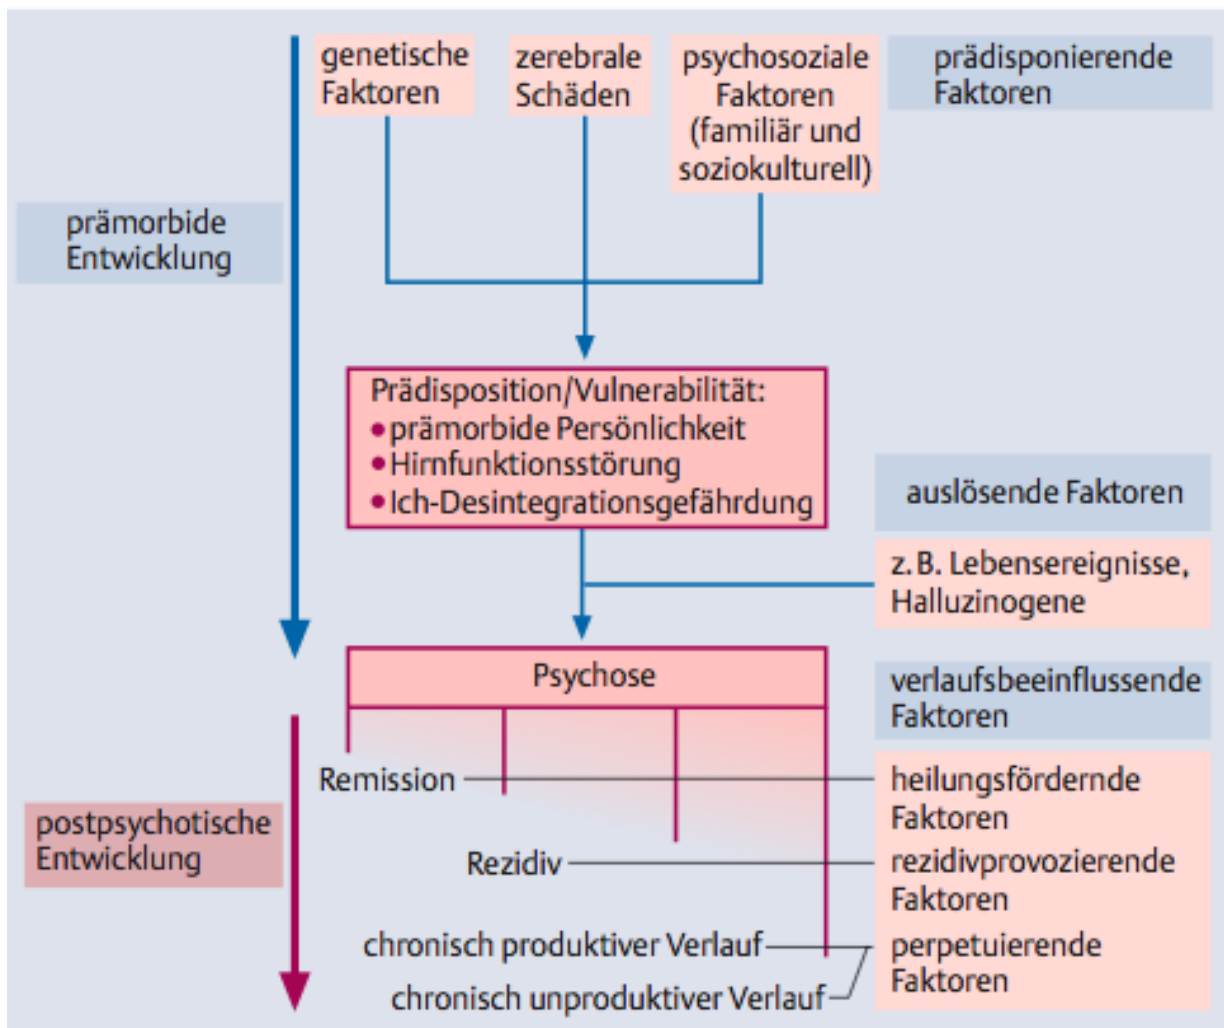 genetische
Faktoren
zerebrale
Schäden
psychosoziale
Faktoren
(familiär und
soziokulturell)
prädisponierende
Faktoren
prämorbide
Entwicklung
Prädisposition/Vulnerabilität:
• prämorbide Persönlichkeit
• Hirnfunktionsstörung
• Ich-Desintegrationsgefährdung
auslösende Faktoren
z. B. Lebensereignisse,
Halluzinogene
Psychose
verlaufsbeeinflussende
Faktoren
Remission
heilungsfördernde
Faktoren
postpsychotische
Entwicklung
Rezidiv
rezidivprovozierende
Faktoren
chronisch produktiver Verlauf
perpetuierende
Faktoren
chronisch unproduktiver Verlauf